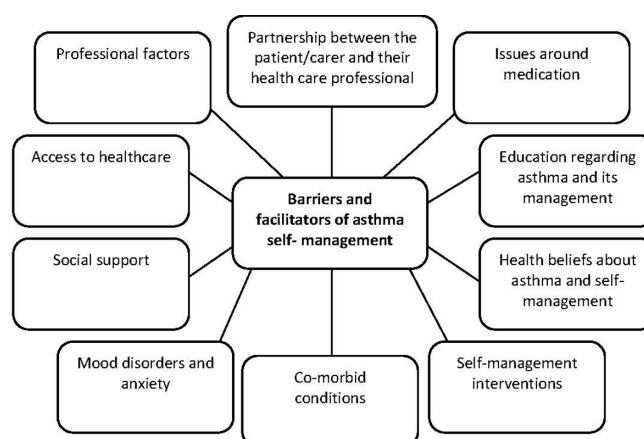 Professional factors
Partnership between the
patient/carer and their
health care professional
Issues around
medication
Access to healthcare
Barriers and
facilitators of asthma
self- management
Education regarding
asthma and its
management
Social support
Health beliefs about
asthma and self-
management
Mood disorders and
anxiety
Co-morbid
conditions
Self-management
interventions